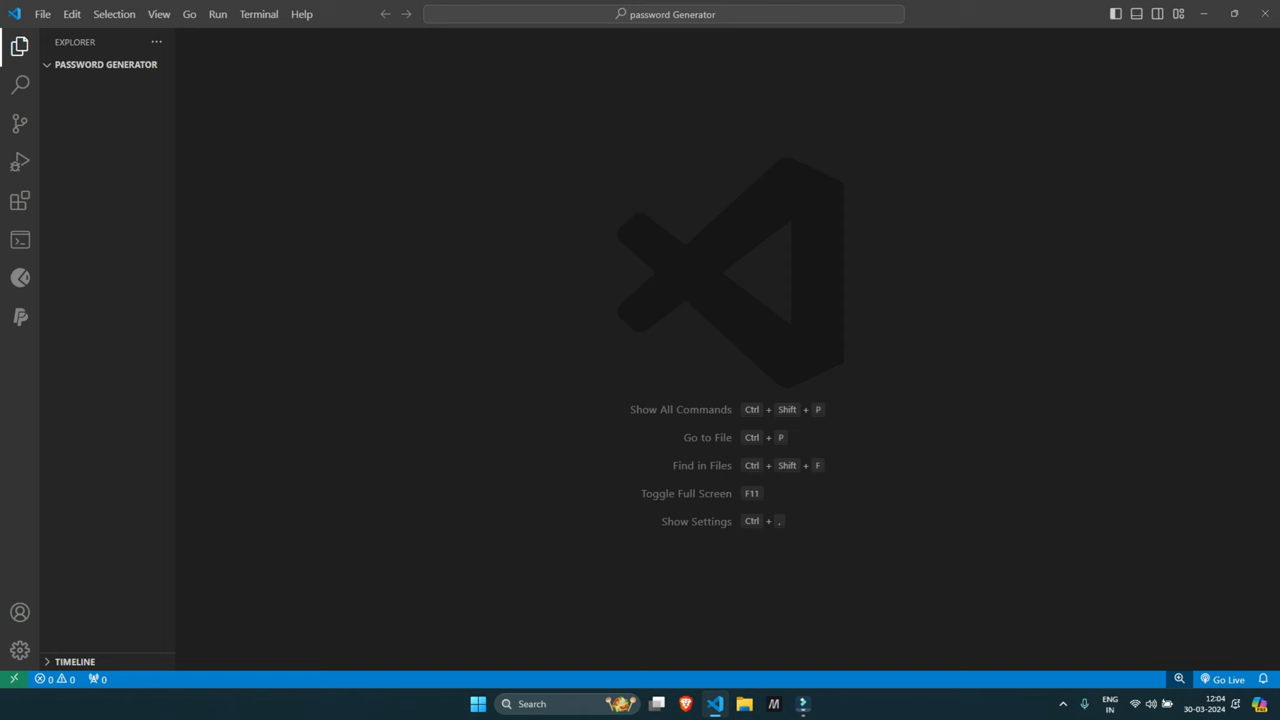 File Edit Selection View Go Run Terminal Help
password Generator
EXPLORER
PASSWORD GENERATOR
Show All Commands Ctrl + Shift + P
Go to File Ctrl + P
Find in Files Ctrl + Shift + F
Toggle Full Screen F11
Show Settings Ctrl + ,
TIMELINE
0 0 0 Go Live
Search M ENG 12:04
IN 30-03-2024